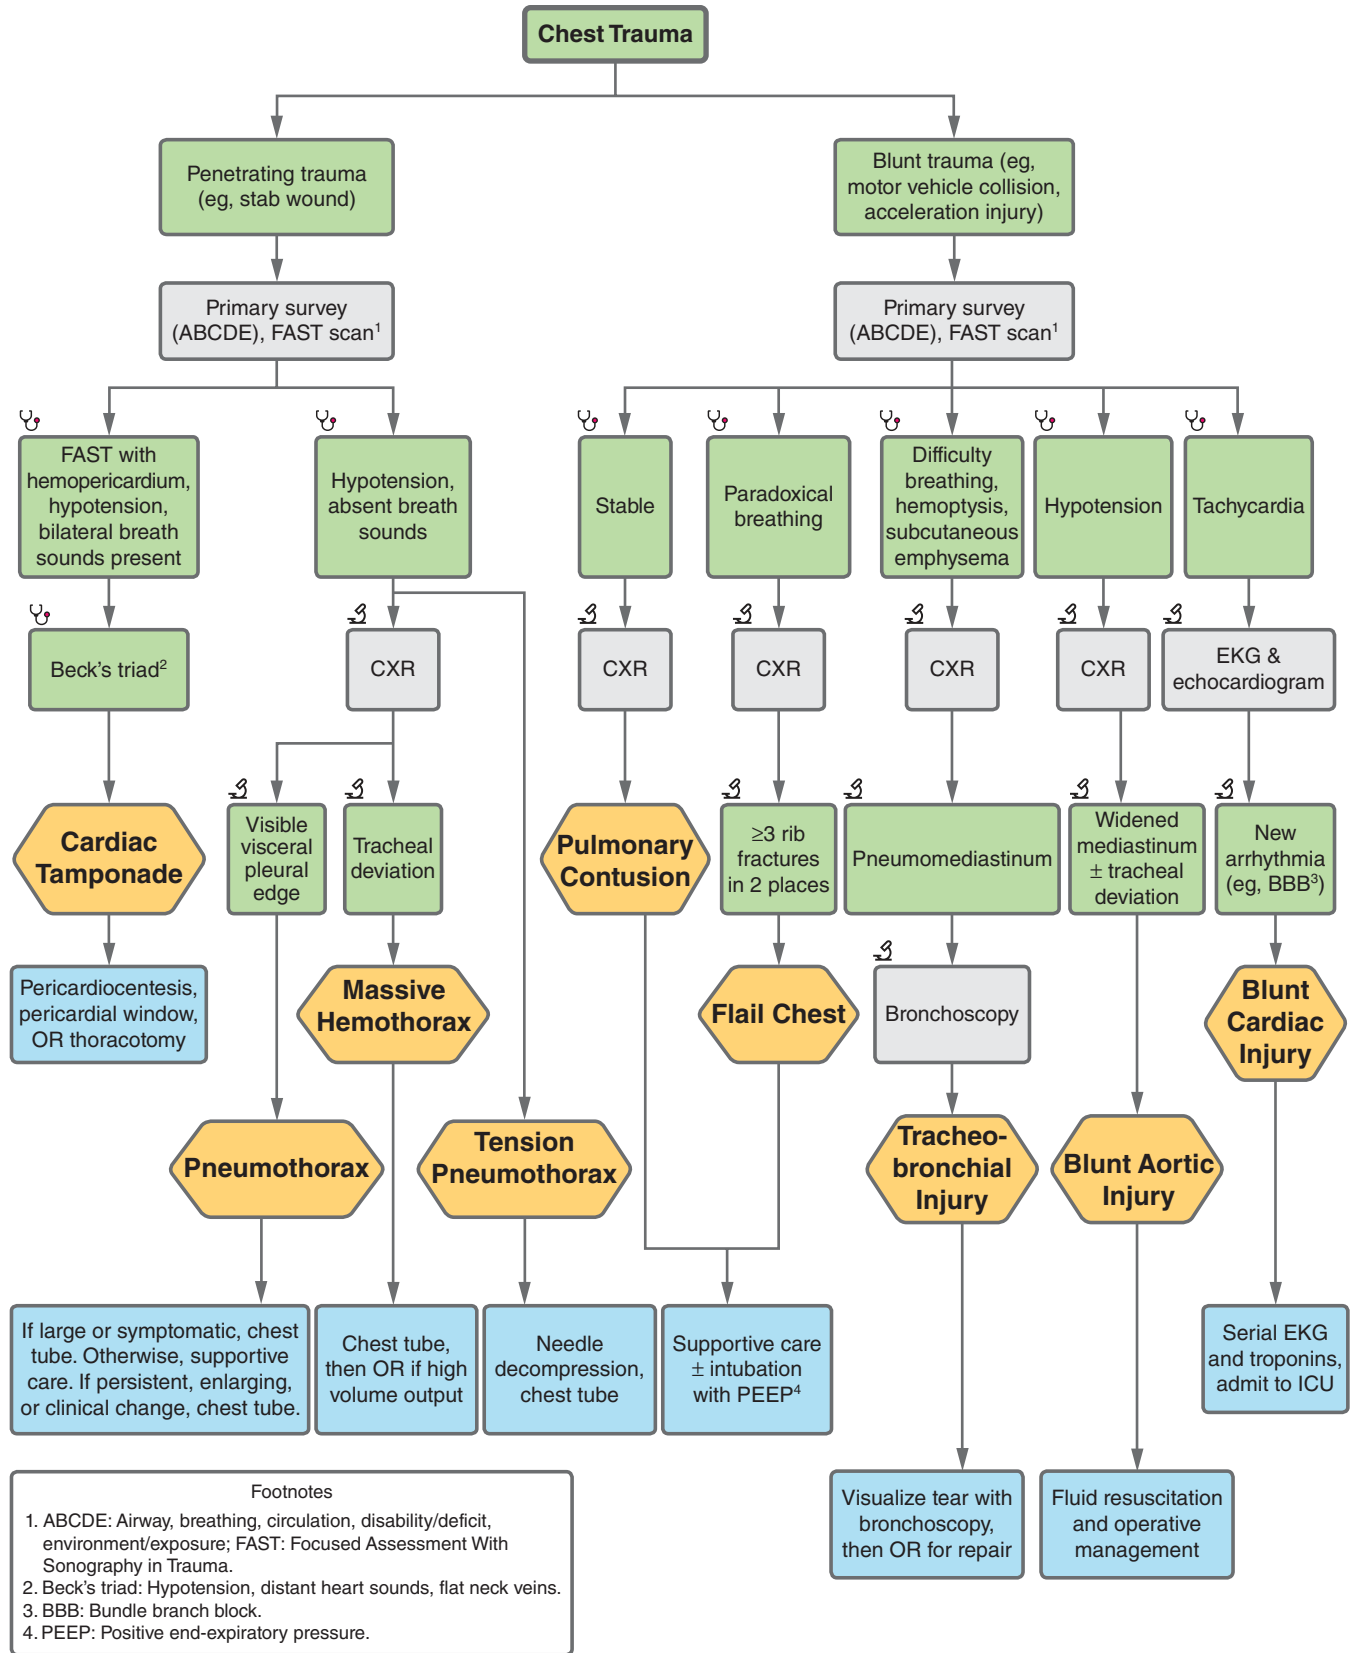 Chest Trauma
Penetrating trauma
(eg, stab wound)
Blunt trauma (eg,
motor vehicle collision,
acceleration injury)
Primary survey
(ABCDE), FAST scan1
Primary survey
(ABCDE), FAST scan1
FAST with
hemopericardium,
hypotension,
bilateral breath
sounds present
Hypotension,
absent breath
sounds
Stable
Paradoxical
breathing
Difficulty
breathing,
hemoptysis,
subcutaneous
emphysema
Hypotension
Tachycardia
Beck's triad2
CXR
CXR
CXR
CXR
CXR
EKG &
echocardiogram
Cardiac
Tamponade
Visible
visceral
pleural
edge
Tracheal
deviation
Pulmonary
Contusion
≥3 rib
fractures
in 2 places
Pneumomediastinum
Widened
mediastinum
± tracheal
deviation
New
arrhythmia
(eg, BBB3)
Pericardiocentesis,
pericardial window,
OR thoracotomy
Massive
Hemothorax
Flail Chest
Bronchoscopy
Blunt
Cardiac
Injury
Pneumothorax
Tension
Pneumothorax
Tracheo-
bronchial
Injury
Blunt Aortic
Injury
If large or symptomatic, chest
tube. Otherwise, supportive
care. If persistent, enlarging,
or clinical change, chest tube.
Chest tube,
then OR if high
volume output
Needle
decompression,
chest tube
Supportive care
± intubation
with PEEP4
Serial EKG
and troponins,
admit to ICU
Visualize tear with
bronchoscopy,
then OR for repair
Fluid resuscitation
and operative
management
Footnotes
1. ABCDE: Airway, breathing, circulation, disability/deficit,
environment/exposure; FAST: Focused Assessment With
Sonography in Trauma.
2. Beck's triad: Hypotension, distant heart sounds, flat neck veins.
3. BBB: Bundle branch block.
4. PEEP: Positive end-expiratory pressure.